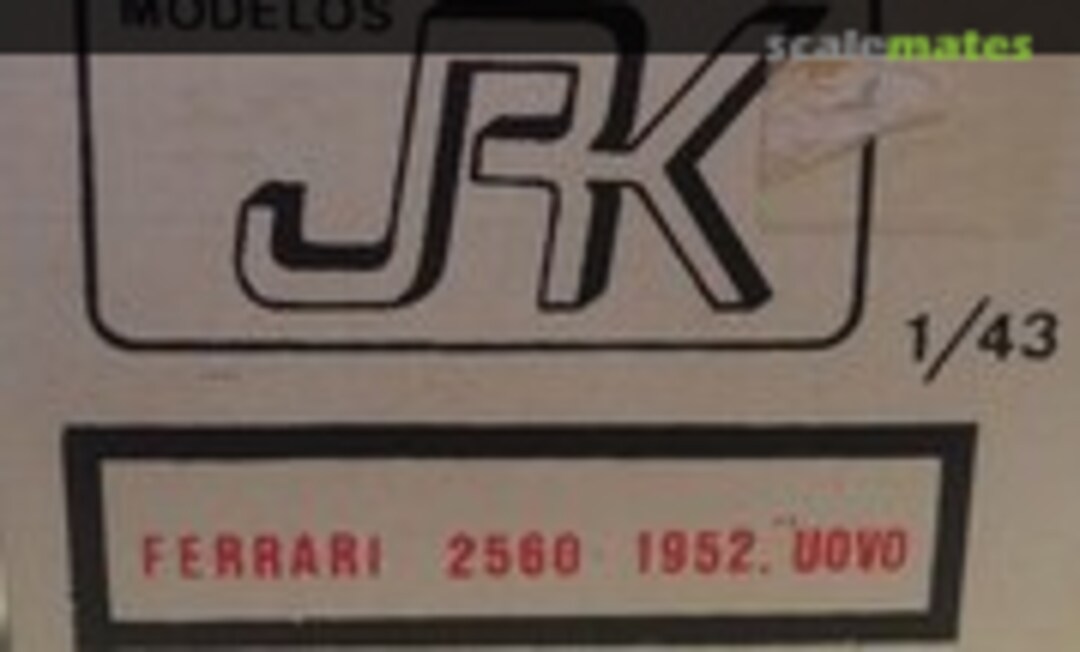 MODELOS
scalemates
JRK
1/43
FERRARI 2560 1952. "UOVO